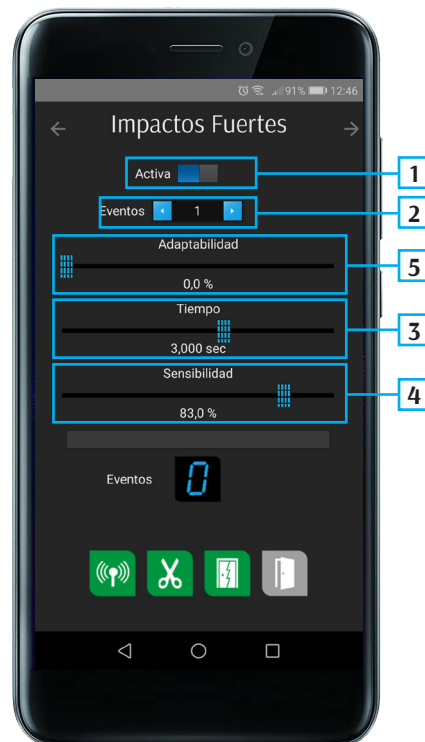 91% 12:46
Impactos Fuertes
Activa
1
Eventos 1
2
Adaptabilidad
5
0,0 %
Tiempo
3
3,000 sec
Sensibilidad
4
83,0 %
Eventos 0